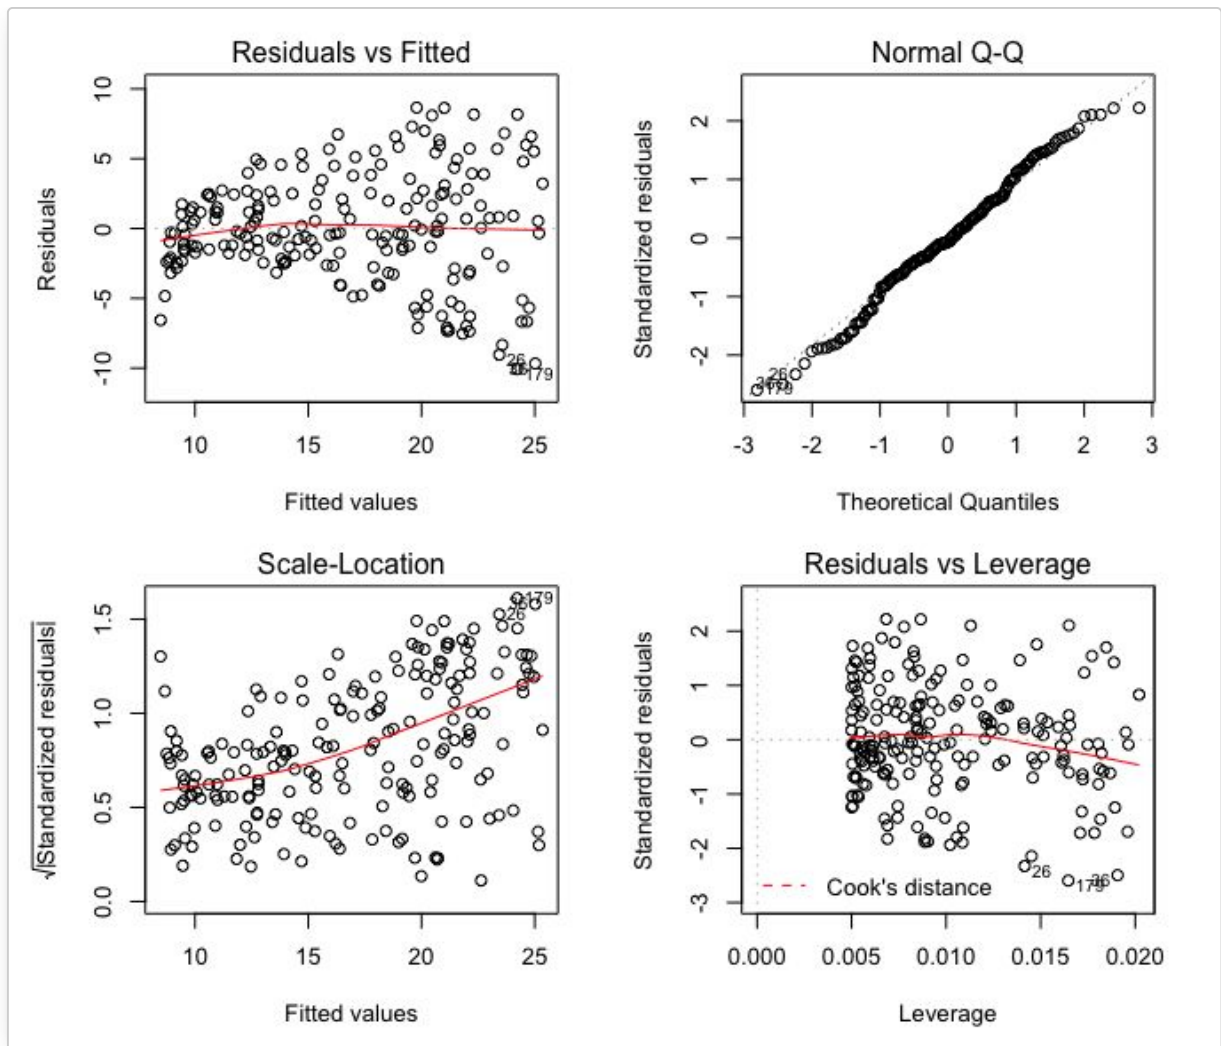 Residuals vs Fitted
Residuals
10
5
0
-5
-10
26
179
10 15 20 25
Fitted values
Normal Q-Q
Standardized residuals
2
1
0
-1
-2
26
179
-3 -2 -1 0 1 2 3
Theoretical Quantiles
Scale-Location
√|Standardized residuals|
1.5
1.0
0.5
0.0
179
26
10 15 20 25
Fitted values
Residuals vs Leverage
Standardized residuals
2
1
0
-1
-2
-3
26
179
36
Cook's distance
0.000 0.005 0.010 0.015 0.020
Leverage